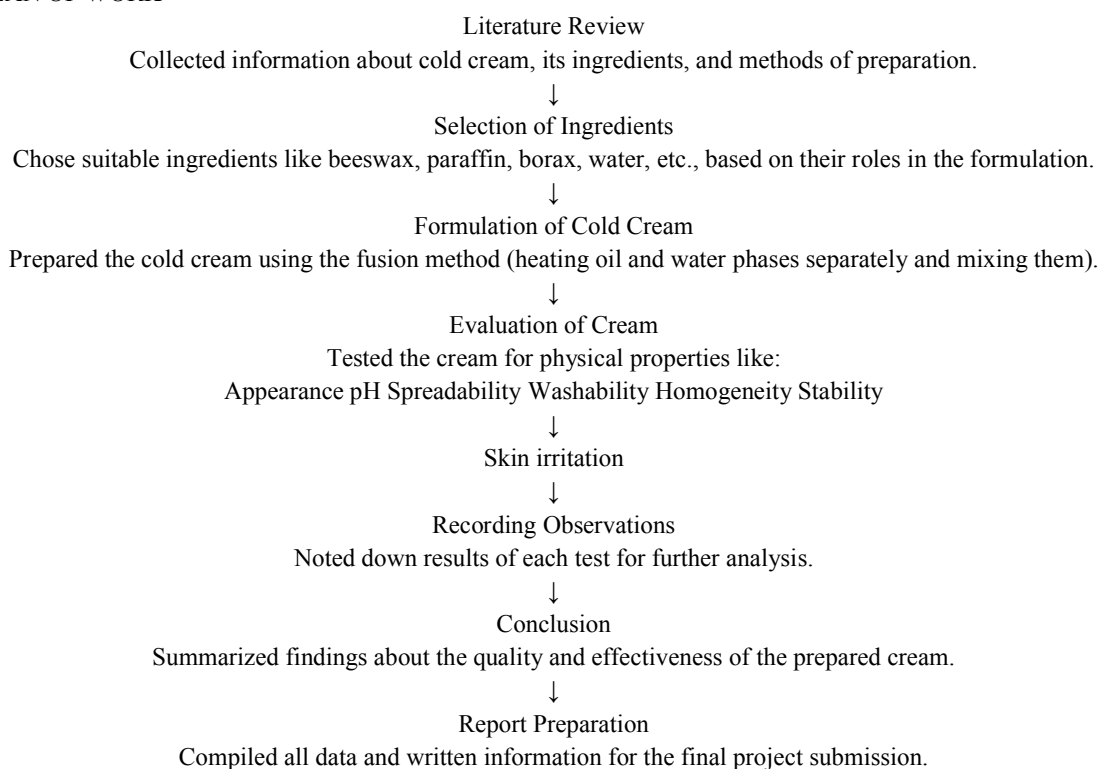 Literature Review
Collected information about cold cream, its ingredients, and methods of preparation.
↓
Selection of Ingredients
Chose suitable ingredients like beeswax, paraffin, borax, water, etc., based on their roles in the formulation.
↓
Formulation of Cold Cream
Prepared the cold cream using the fusion method (heating oil and water phases separately and mixing them).
↓
Evaluation of Cream
Tested the cream for physical properties like:
Appearance pH Spreadability Washability Homogeneity Stability
↓
Skin irritation
↓
Recording Observations
Noted down results of each test for further analysis.
↓
Conclusion
Summarized findings about the quality and effectiveness of the prepared cream.
↓
Report Preparation
Compiled all data and written information for the final project submission.